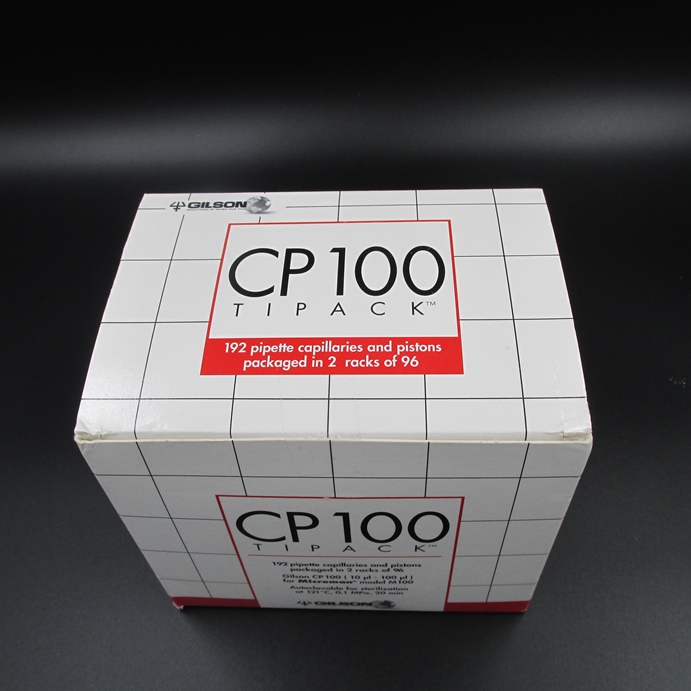 GILSON
CP 100
TIPACK™
192 pipette capillaries and pistons
packaged in 2 racks of 96
CP 100
TIPACK™
192 pipette capillaries and pistons
packaged in 2 racks of 96
Gilson CP100 ( 10 µl - 100 µl )
for Microman® model M100
Autoclavable for sterilization
at 121°C, 0.1 MPa, 20 min
GILSON